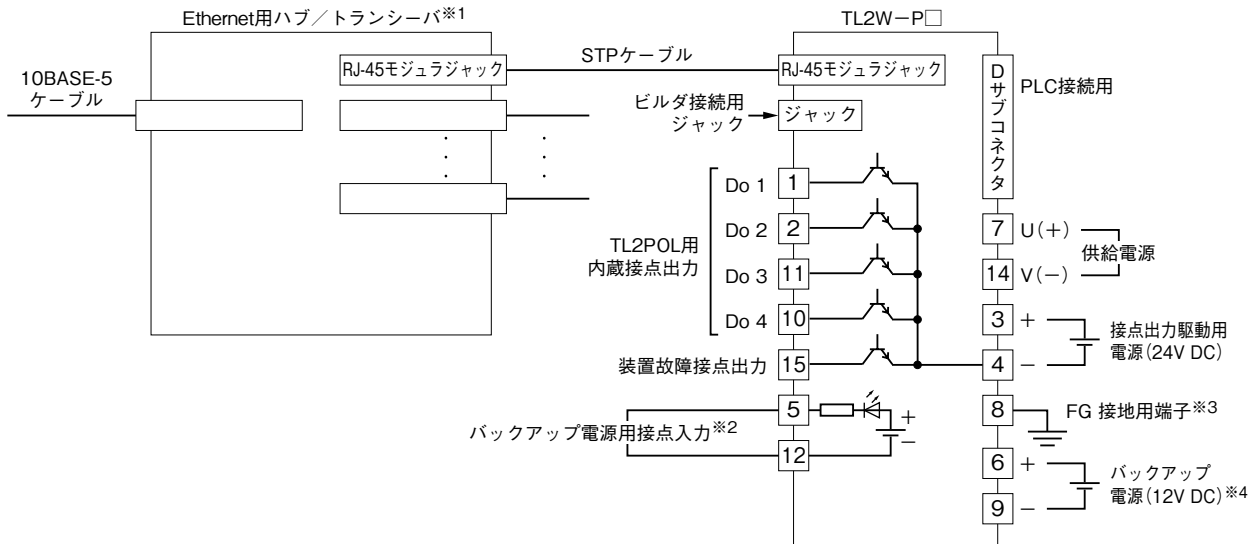 Ethernet用ハブ／トランシーバ※1
TL2W－P□
10BASE-5
ケーブル
RJ-45モジュラジャック
STPケーブル
RJ-45モジュラジャック
Dサブコネクタ
PLC接続用
ビルダ接続用
ジャック
ジャック
TL2POL用
内蔵接点出力
Do 1
1
Do 2
2
Do 3
11
Do 4
10
装置故障接点出力
15
バックアップ電源用接点入力※2
5
12
+
−
7
U(+)
14
V(−)
供給電源
3
+
4
−
接点出力駆動用
電源(24V DC)
8
FG 接地用端子※3
6
+
9
−
バックアップ
電源(12V DC)※4